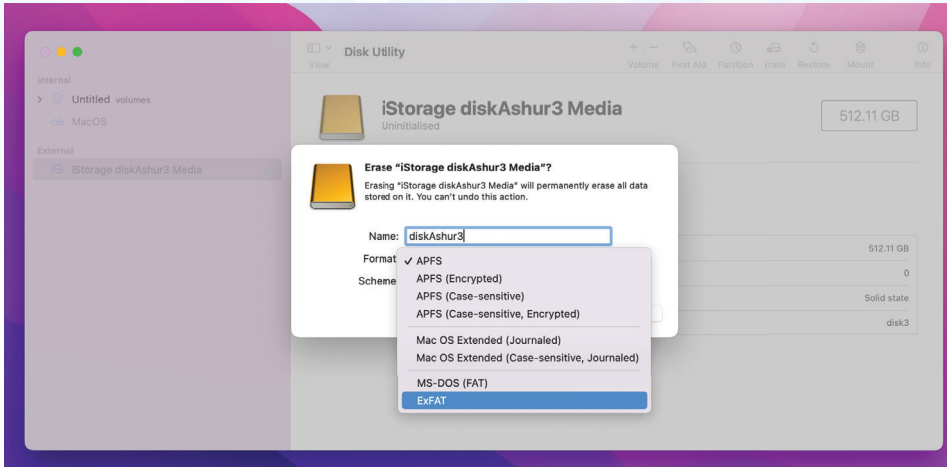 Disk Utility
View
Volume First Aid Partition Erase Restore Mount Info
Internal
Untitled volumes
MacOS
External
iStorage diskAshur3 Media
iStorage diskAshur3 Media
Uninitialised
512.11 GB
Erase “iStorage diskAshur3 Media”?
Erasing “iStorage diskAshur3 Media” will permanently erase all data
stored on it. You can’t undo this action.
Name: diskAshur3
Format
Scheme
✓ APFS
APFS (Encrypted)
APFS (Case-sensitive)
APFS (Case-sensitive, Encrypted)
Mac OS Extended (Journaled)
Mac OS Extended (Case-sensitive, Journaled)
MS-DOS (FAT)
ExFAT
512.11 GB
0
Solid state
disk3